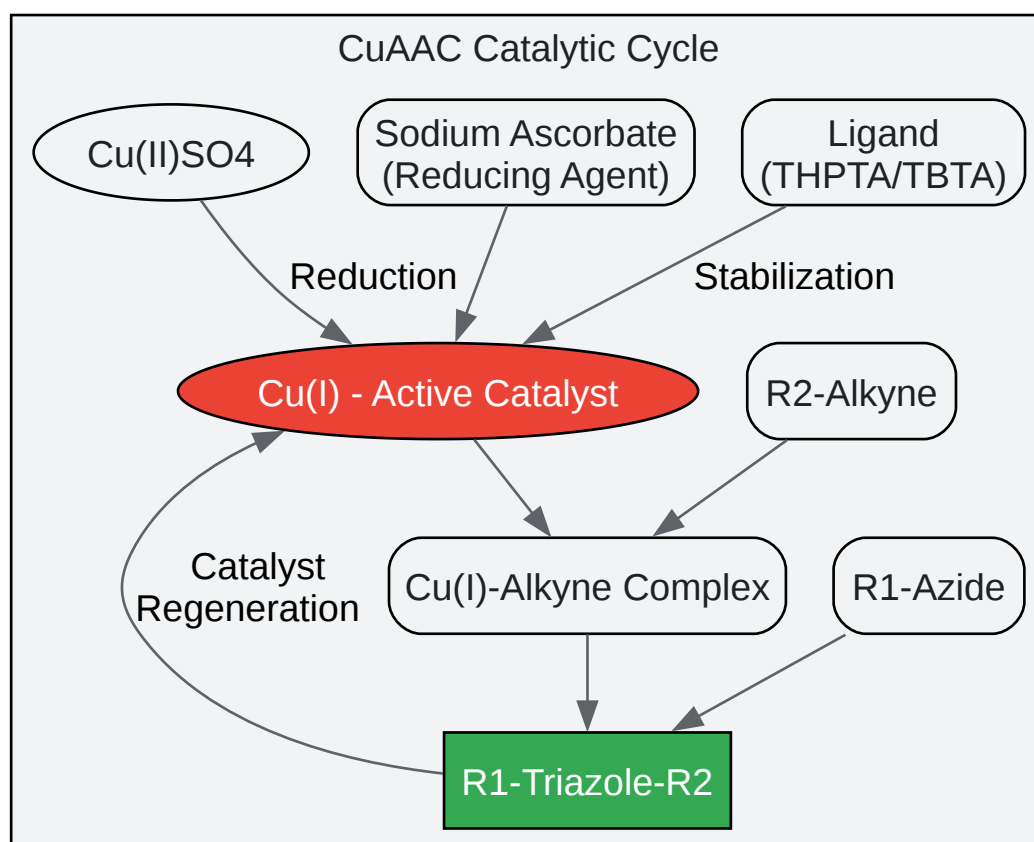 CuAAC Catalytic Cycle
Cu(II)SO4
Sodium Ascorbate
(Reducing Agent)
Ligand
(THPTA/TBTA)
Reduction
Stabilization
Cu(I) - Active Catalyst
R2-Alkyne
Catalyst
Regeneration
Cu(I)-Alkyne Complex
R1-Azide
R1-Triazole-R2